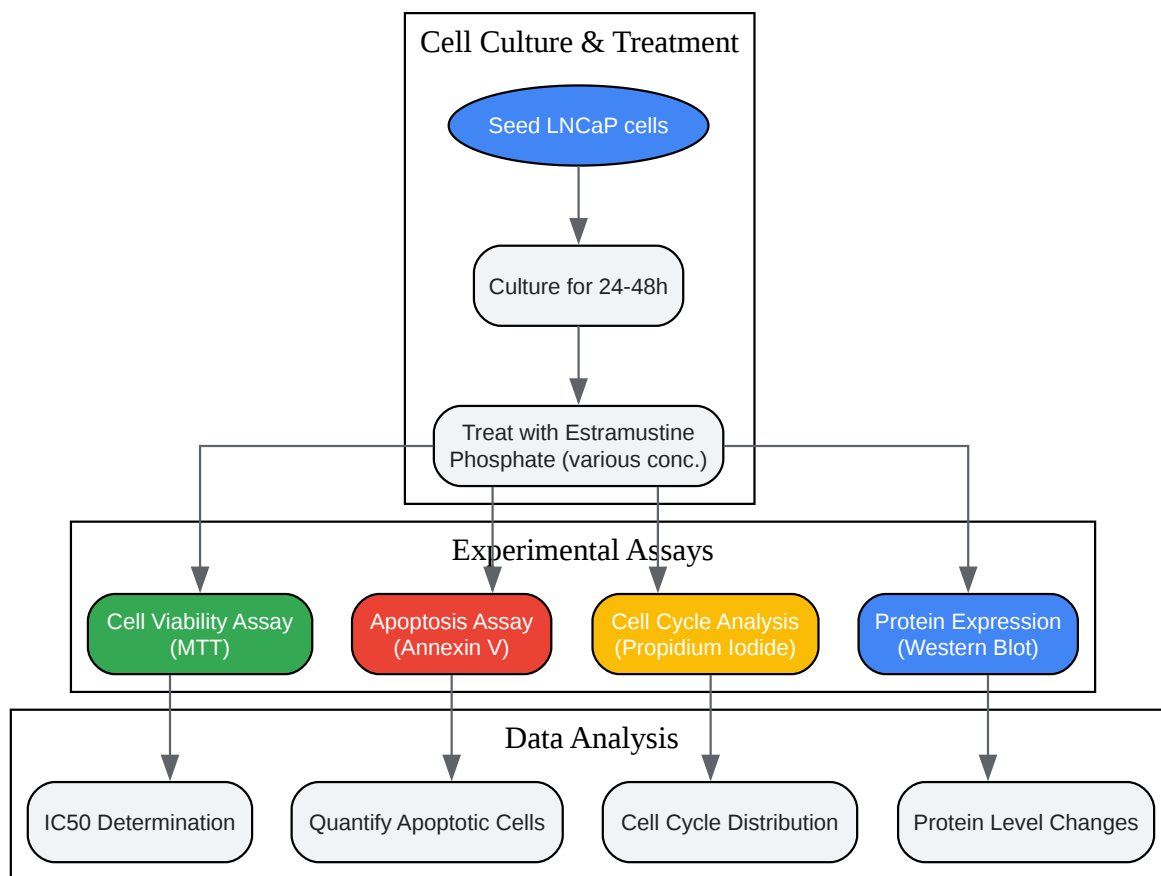 Cell Culture & Treatment
Seed LNCaP cells
Culture for 24-48h
Treat with Estramustine
Phosphate (various conc.)
Experimental Assays
Cell Viability Assay
(MTT)
Apoptosis Assay
(Annexin V)
Cell Cycle Analysis
(Propidium Iodide)
Protein Expression
(Western Blot)
Data Analysis
IC50 Determination
Quantify Apoptotic Cells
Cell Cycle Distribution
Protein Level Changes